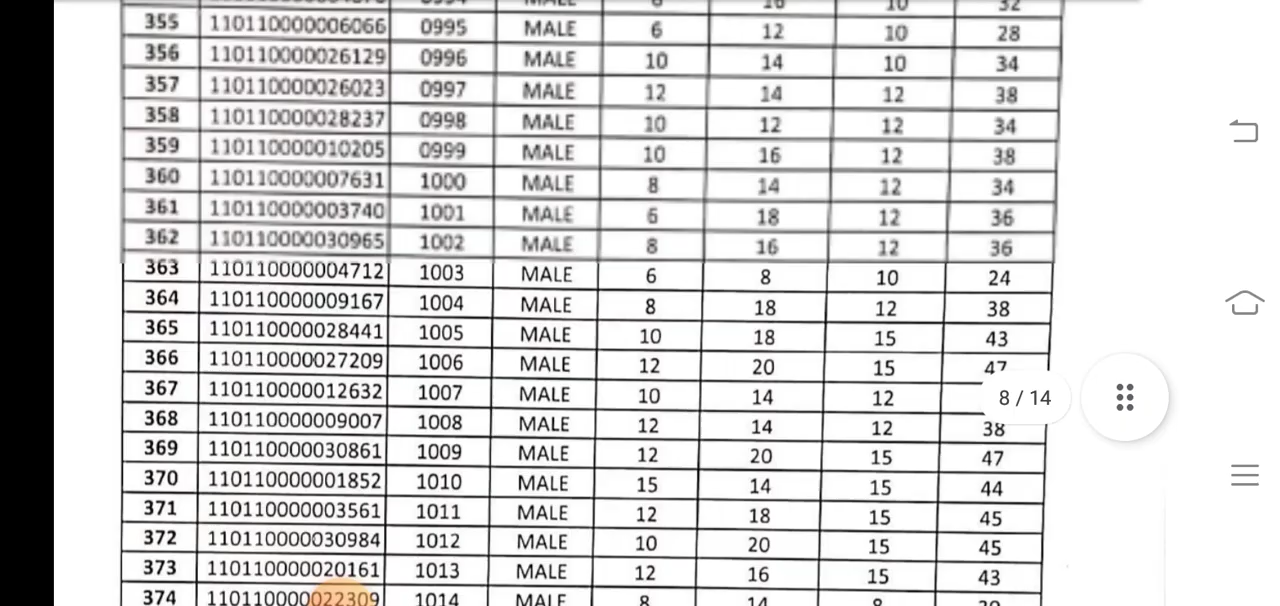 355 110110000006066 0995 MALE 6 12 10 28
356 110110000026129 0996 MALE 10 14 10 34
357 110110000026023 0997 MALE 12 14 12 38
358 110110000028237 0998 MALE 10 12 12 34
359 110110000010205 0999 MALE 10 16 12 38
360 110110000007631 1000 MALE 8 14 12 34
361 110110000003740 1001 MALE 6 18 12 36
362 110110000030965 1002 MALE 8 16 12 36
363 110110000004712 1003 MALE 6 8 10 24
364 110110000009167 1004 MALE 8 18 12 38
365 110110000028441 1005 MALE 10 18 15 43
366 110110000027209 1006 MALE 12 20 15 47
367 110110000012632 1007 MALE 10 14 12
8 / 14
368 110110000009007 1008 MALE 12 14 12 38
369 110110000030861 1009 MALE 12 20 15 47
370 110110000001852 1010 MALE 15 14 15 44
371 110110000003561 1011 MALE 12 18 15 45
372 110110000030984 1012 MALE 10 20 15 45
373 110110000020161 1013 MALE 12 16 15 43
374 110110000022309 1014 MALE 8 14